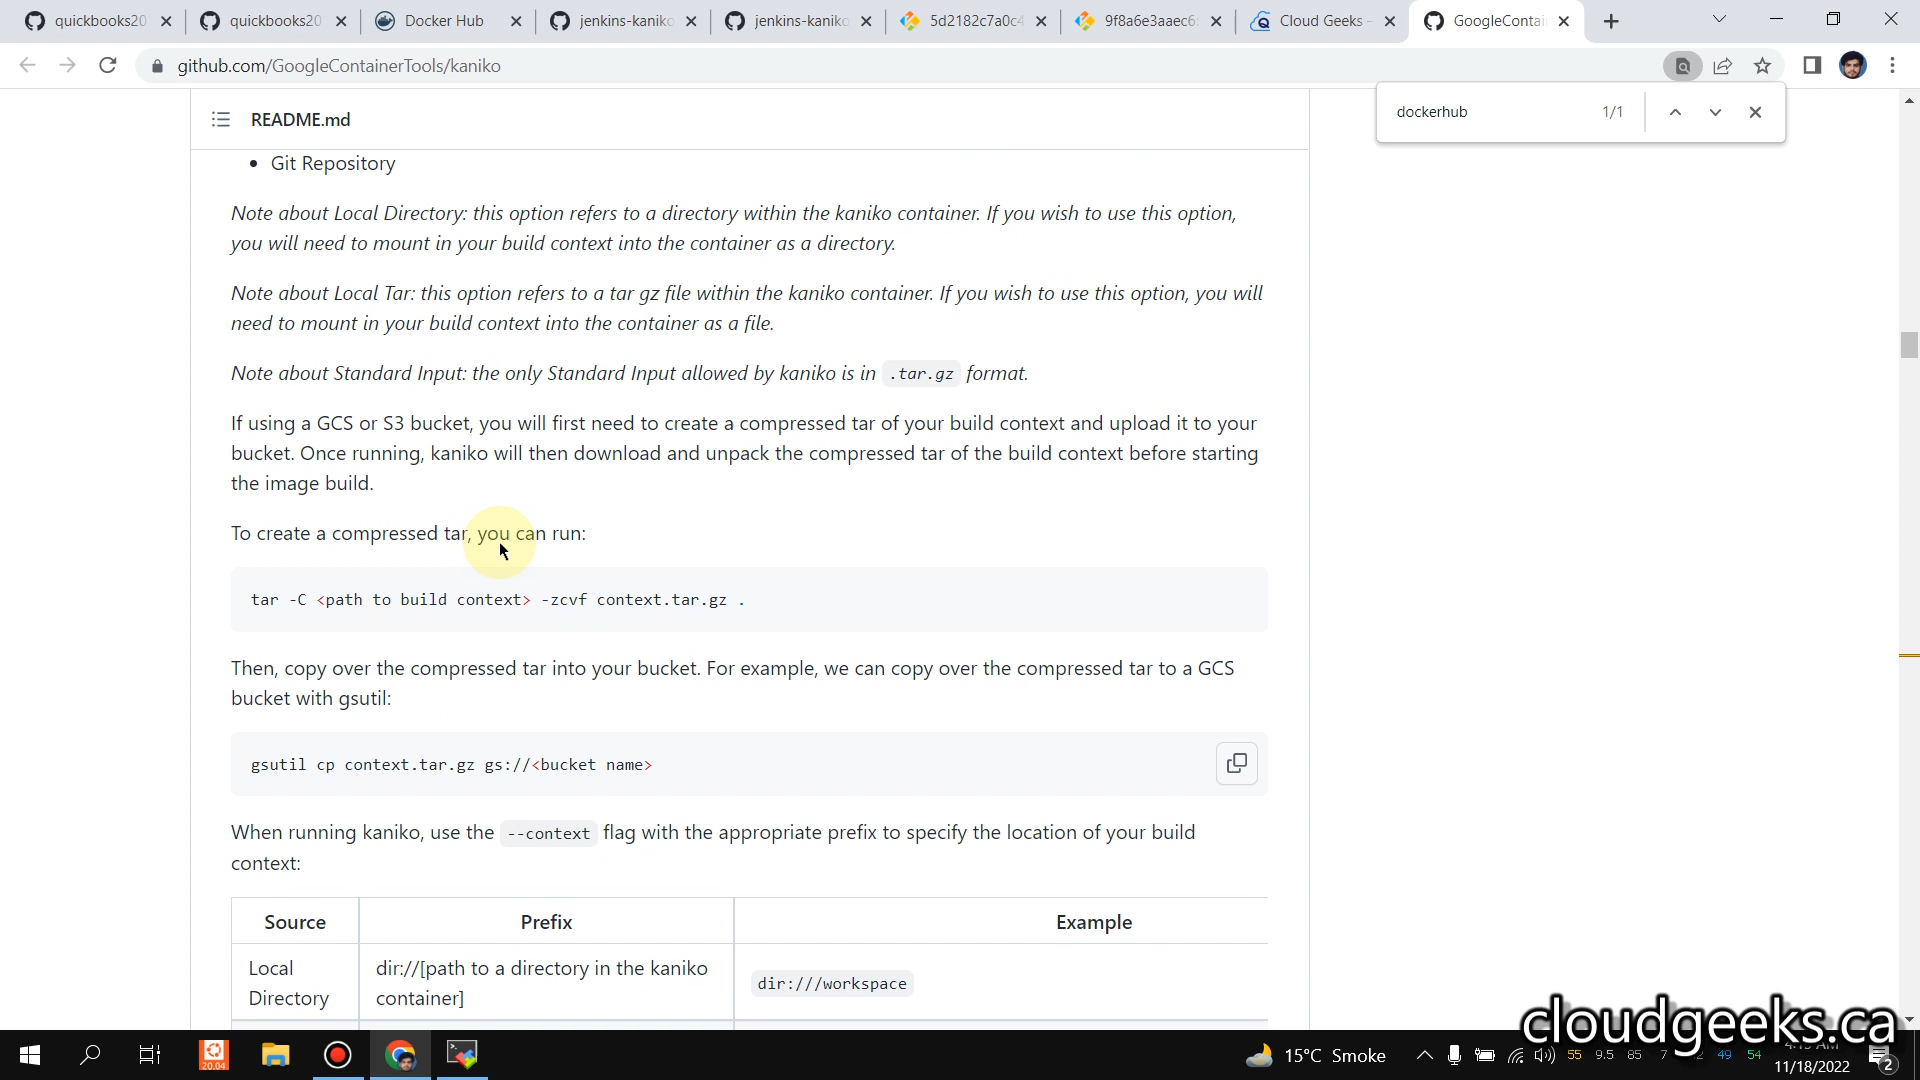 quickbooks20
quickbooks20
Docker Hub
jenkins-kaniko
jenkins-kaniko
5d2182c7a0c4
9f8a6e3aaec6
Cloud Geeks -
GoogleContai
github.com/GoogleContainerTools/kaniko
dockerhub
1/1
README.md
• Git Repository
Note about Local Directory: this option refers to a directory within the kaniko container. If you wish to use this option,
you will need to mount in your build context into the container as a directory.
Note about Local Tar: this option refers to a tar gz file within the kaniko container. If you wish to use this option, you will
need to mount in your build context into the container as a file.
Note about Standard Input: the only Standard Input allowed by kaniko is in .tar.gz format.
If using a GCS or S3 bucket, you will first need to create a compressed tar of your build context and upload it to your
bucket. Once running, kaniko will then download and unpack the compressed tar of the build context before starting
the image build.
To create a compressed tar, you can run:
tar -C <path to build context> -zcvf context.tar.gz .
Then, copy over the compressed tar into your bucket. For example, we can copy over the compressed tar to a GCS
bucket with gsutil:
gsutil cp context.tar.gz gs://<bucket name>
When running kaniko, use the --context flag with the appropriate prefix to specify the location of your build
context:
Source Prefix Example
Local
Directory
dir://[path to a directory in the kaniko
container]
dir:///workspace
cloudgeeks.ca
20.04
15°C Smoke
55 9.5 85 7 2 49 54
11/18/2022
2